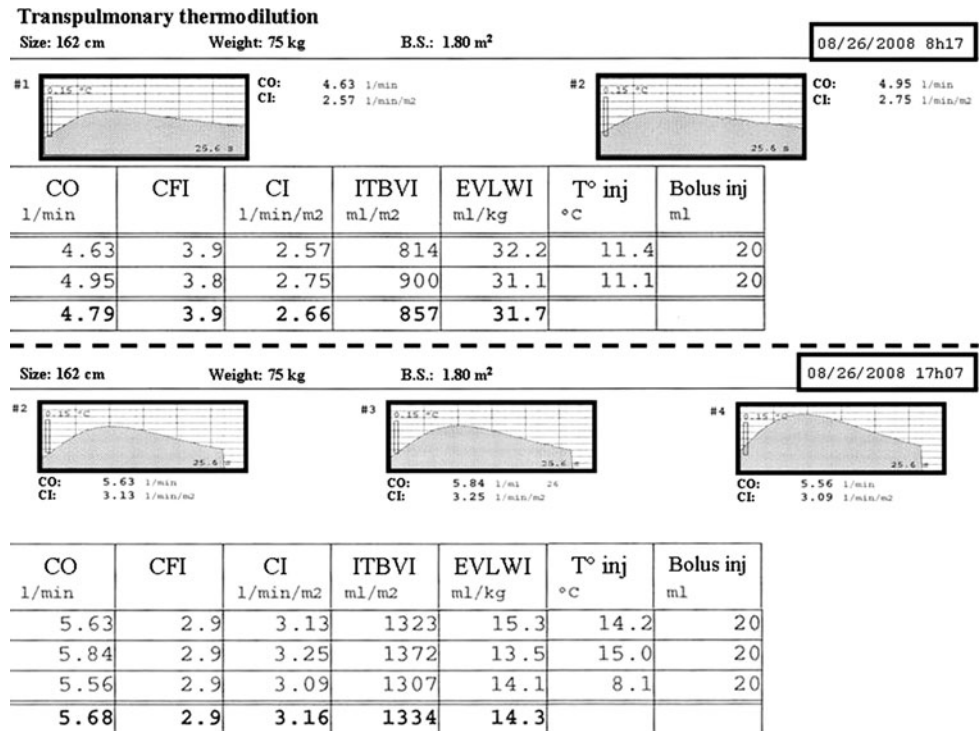 Transpulmonary thermodilution
Size: 162 cm Weight: 75 kg B.S.: 1.80 m² 08/26/2008 8h17
#1 0.15 °C 25.6 s CO: 4.63 l/min #2 0.15 °C 25.6 s CO: 4.95 l/min
CI: 2.57 l/min/m2 CI: 2.75 l/min/m2
CO CFI CI ITBVI EVLWI T° inj Bolus inj
l/min l/min/m2 ml/m2 ml/kg °C ml
4.63 3.9 2.57 814 32.2 11.4 20
4.95 3.8 2.75 900 31.1 11.1 20
4.79 3.9 2.66 857 31.7
Size: 162 cm Weight: 75 kg B.S.: 1.80 m² 08/26/2008 17h07
#2 0.15 °C #3 0.15 °C #4 0.15 °C
25.6 s 25.6 s 25.6 s
CO: 5.63 l/min CO: 5.84 l/mi 26 CO: 5.56 l/min
CI: 3.13 l/min/m2 CI: 3.25 l/min/m2 CI: 3.09 l/min/m2
CO CFI CI ITBVI EVLWI T° inj Bolus inj
l/min l/min/m2 ml/m2 ml/kg °C ml
5.63 2.9 3.13 1323 15.3 14.2 20
5.84 2.9 3.25 1372 13.5 15.0 20
5.56 2.9 3.09 1307 14.1 8.1 20
5.68 2.9 3.16 1334 14.3